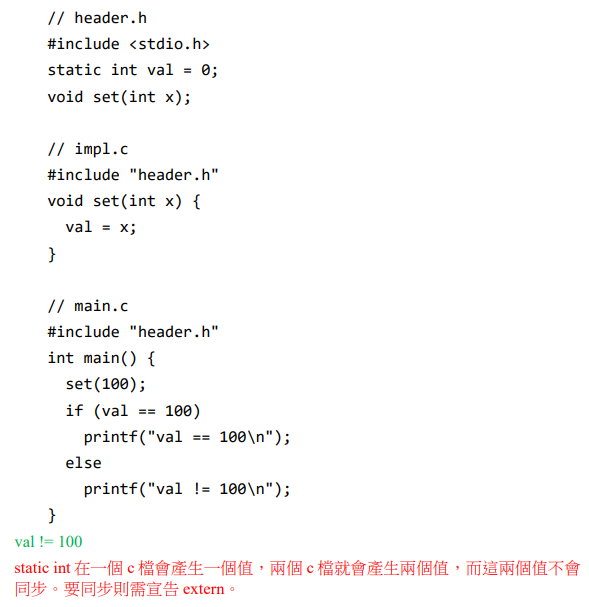 // header.h
#include <stdio.h>
static int val = 0;
void set(int x);

// impl.c
#include "header.h"
void set(int x) {
  val = x;
}

// main.c
#include "header.h"
int main() {
  set(100);
  if (val == 100)
    printf("val == 100\n");
  else
    printf("val != 100\n");
}
val != 100
static int 在一個 c 檔會產生一個值，兩個 c 檔就會產生兩個值，而這兩個值不會
同步。要同步則需宣告 extern。